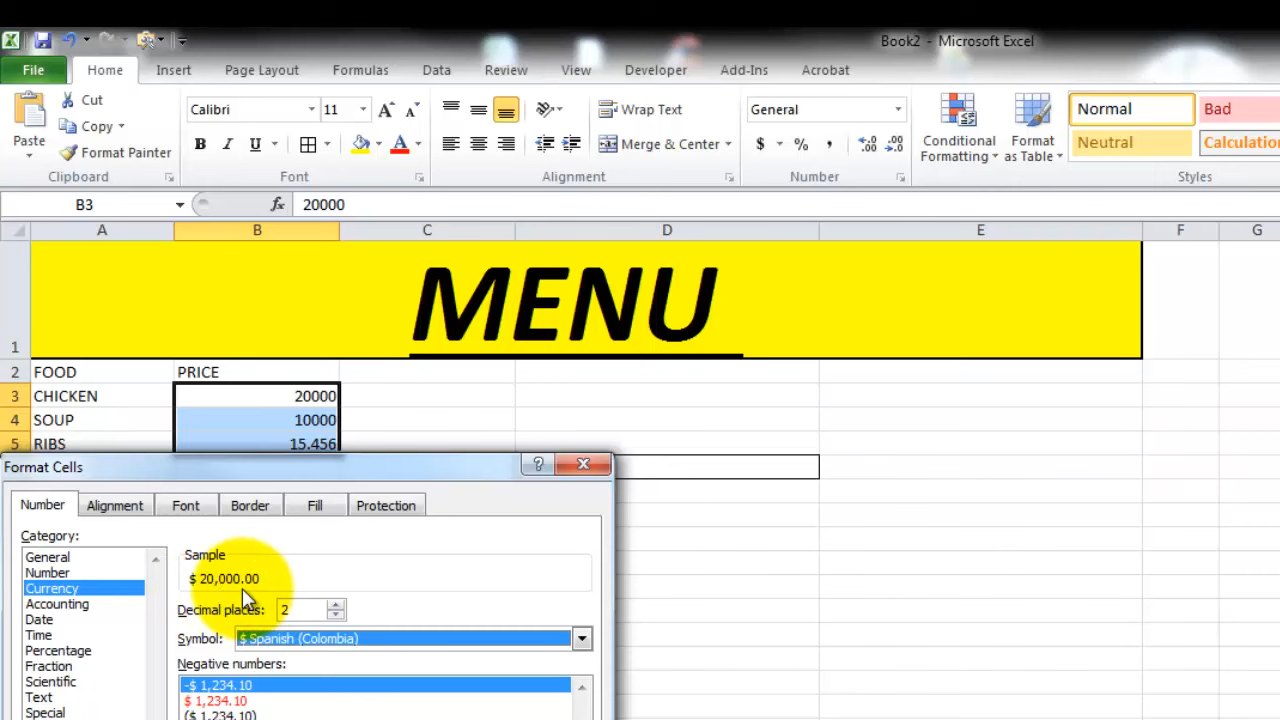 Book2 - Microsoft Excel
File Home Insert Page Layout Formulas Data Review View Developer Add-Ins Acrobat
Cut
Copy
Format Painter
Paste
Clipboard
Calibri 11
B I U A
Font
Wrap Text
Merge & Center
Alignment
General
$ % ,
Number
Conditional Formatting
Format as Table
Normal Bad
Neutral Calculatio
Styles
B3 fx 20000
A B C D E F G
1 MENU
2 FOOD PRICE
3 CHICKEN 20000
4 SOUP 10000
5 RIBS 15.456
Format Cells
Number Alignment Font Border Fill Protection
Category:
General
Number
Currency
Accounting
Date
Time
Percentage
Fraction
Scientific
Text
Special
Sample
$ 20,000.00
Decimal places: 2
Symbol: $ Spanish (Colombia)
Negative numbers:
-$ 1,234.10
$ 1,234.10
($ 1,234.10)